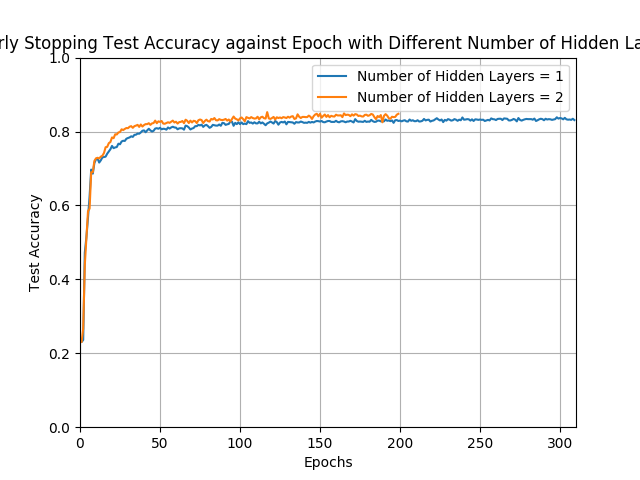 rly Stopping Test Accuracy against Epoch with Different Number of Hidden La
Number of Hidden Layers = 1
Number of Hidden Layers = 2
1.0
0.8
0.6
0.4
0.2
0.0
Test Accuracy
0 50 100 150 200 250 300
Epochs